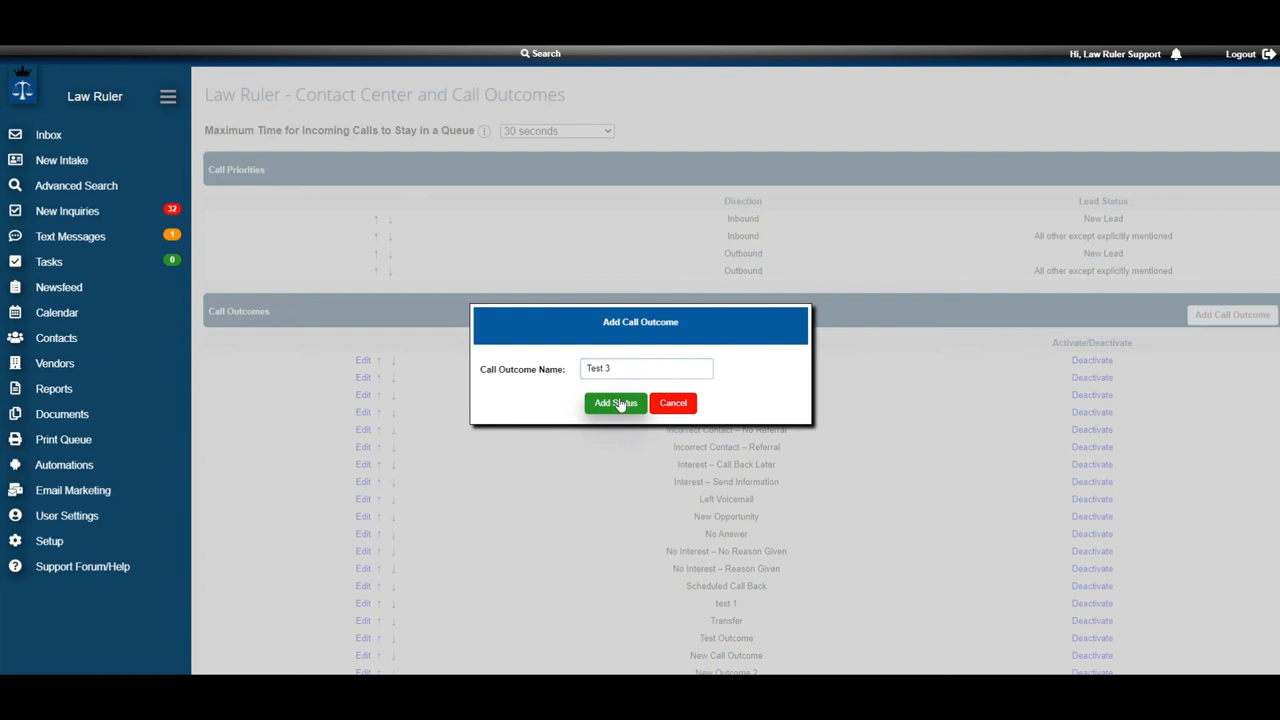 Search
Hi, Law Ruler Support
Logout
Law Ruler
Inbox
New Intake
Advanced Search
New Inquiries 32
Text Messages 1
Tasks 0
Newsfeed
Calendar
Contacts
Vendors
Reports
Documents
Print Queue
Automations
Email Marketing
User Settings
Setup
Support Forum/Help
Law Ruler - Contact Center and Call Outcomes
Maximum Time for Incoming Calls to Stay in a Queue 30 seconds
Call Priorities
Direction Lead Status
↑ ↓ Inbound New Lead
↑ ↓ Inbound All other except explicitly mentioned
↑ ↓ Outbound New Lead
↑ ↓ Outbound All other except explicitly mentioned
Call Outcomes Add Call Outcome
Activate/Deactivate
Add Call Outcome
Call Outcome Name: Test 3
Add Status Cancel
Edit ↑ ↓ Deactivate
Edit ↑ ↓ Deactivate
Edit ↑ ↓ Deactivate
Edit ↑ ↓ Deactivate
Edit ↑ ↓ Incorrect Contact – No Referral Deactivate
Edit ↑ ↓ Incorrect Contact – Referral Deactivate
Edit ↑ ↓ Interest – Call Back Later Deactivate
Edit ↑ ↓ Interest – Send Information Deactivate
Edit ↑ ↓ Left Voicemail Deactivate
Edit ↑ ↓ New Opportunity Deactivate
Edit ↑ ↓ No Answer Deactivate
Edit ↑ ↓ No Interest – No Reason Given Deactivate
Edit ↑ ↓ No Interest – Reason Given Deactivate
Edit ↑ ↓ Scheduled Call Back Deactivate
Edit ↑ ↓ test 1 Deactivate
Edit ↑ ↓ Transfer Deactivate
Edit ↑ ↓ Test Outcome Deactivate
Edit ↑ ↓ New Call Outcome Deactivate
Edit ↑ ↓ New Outcome 2 Deactivate